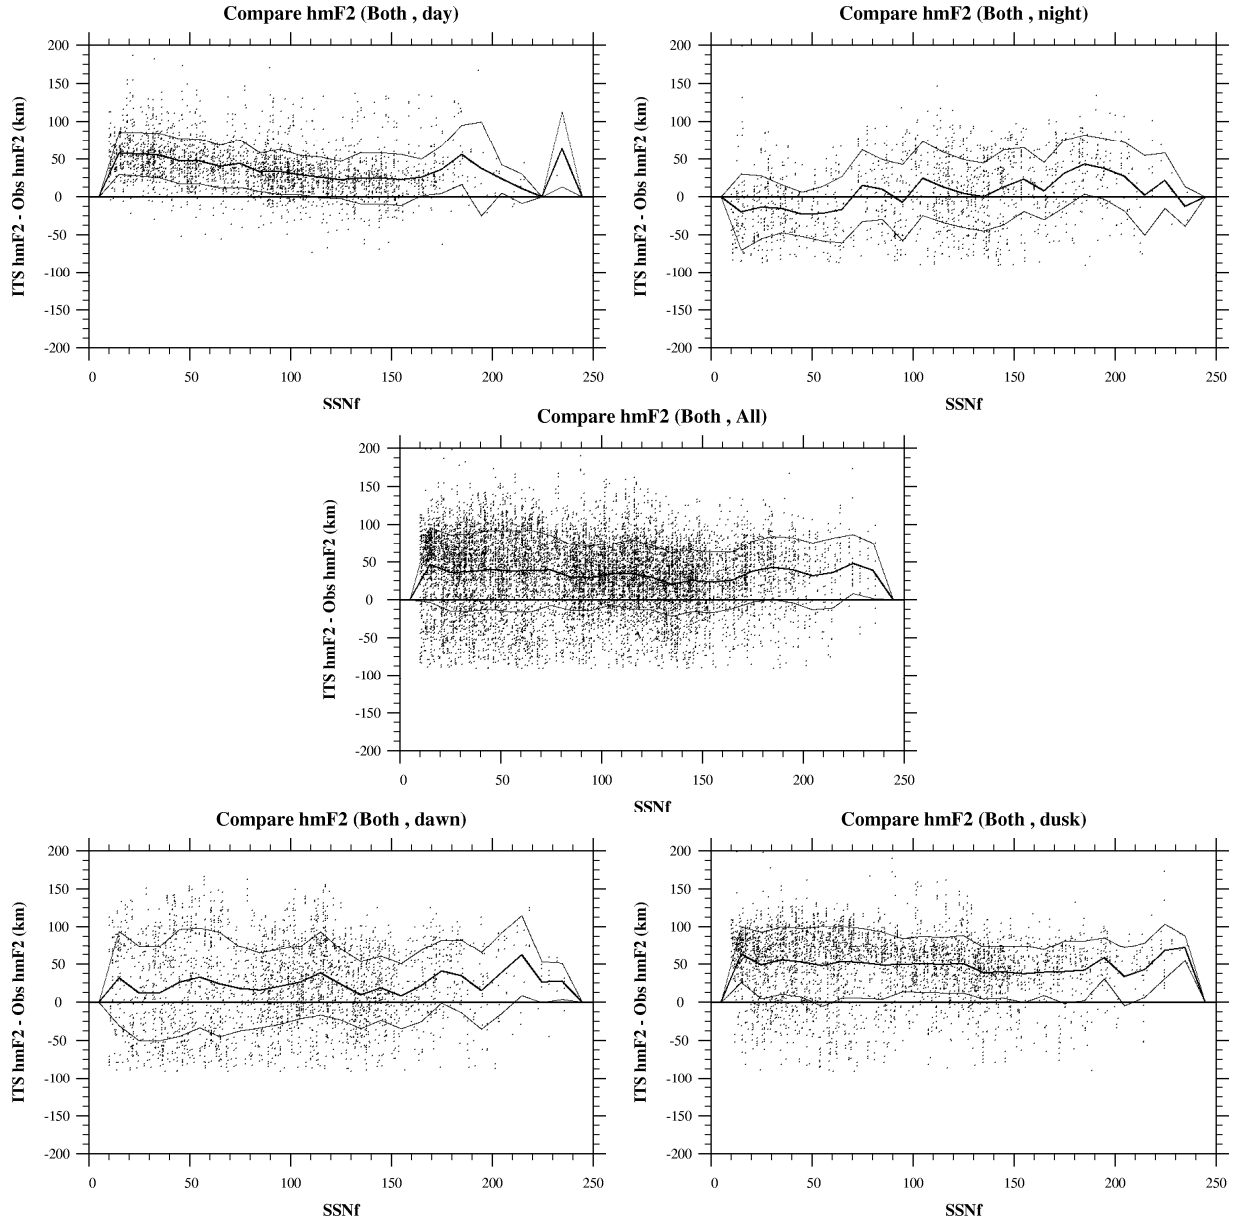 Compare hmF2 (Both , day)
ITS hmF2 - Obs hmF2 (km)
200
150
100
50
0
-50
-100
-150
-200
0 50 100 150 200 250
SSNf
Compare hmF2 (Both , night)
ITS hmF2 - Obs hmF2 (km)
200
150
100
50
0
-50
-100
-150
-200
0 50 100 150 200 250
SSNf
Compare hmF2 (Both , All)
ITS hmF2 - Obs hmF2 (km)
200
150
100
50
0
-50
-100
-150
-200
0 50 100 150 200 250
SSNf
Compare hmF2 (Both , dawn)
ITS hmF2 - Obs hmF2 (km)
200
150
100
50
0
-50
-100
-150
-200
0 50 100 150 200 250
SSNf
Compare hmF2 (Both , dusk)
ITS hmF2 - Obs hmF2 (km)
200
150
100
50
0
-50
-100
-150
-200
0 50 100 150 200 250
SSNf